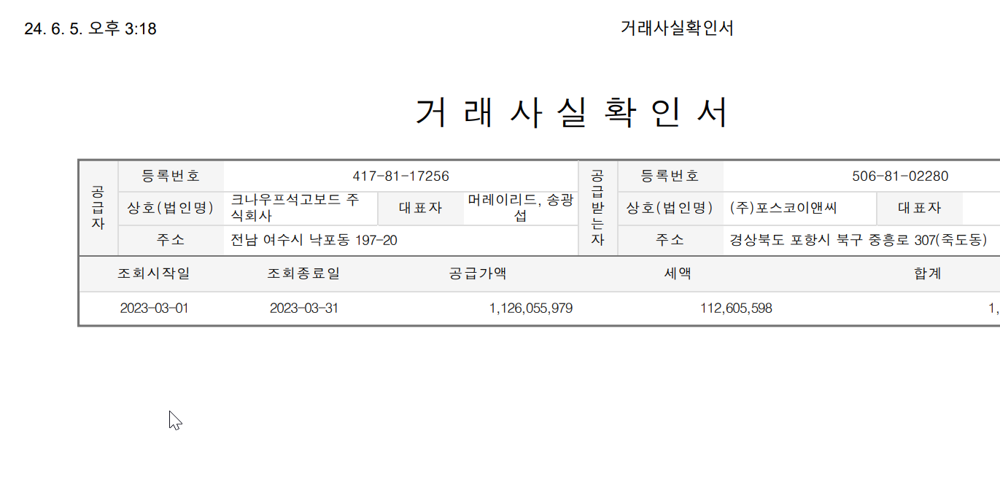 24. 6. 5. 오후 3:18 거래사실확인서
거 래 사 실 확 인 서
공급자 등록번호 417-81-17256 공급받는자 등록번호 506-81-02280
상호(법인명) 크나우프석고보드 주식회사 대표자 머레이리드, 송광섭 상호(법인명) (주)포스코이앤씨 대표자
주소 전남 여수시 낙포동 197-20 주소 경상북도 포항시 북구 중흥로 307(죽도동)
조회시작일 조회종료일 공급가액 세액 합계
2023-03-01 2023-03-31 1,126,055,979 112,605,598 1,